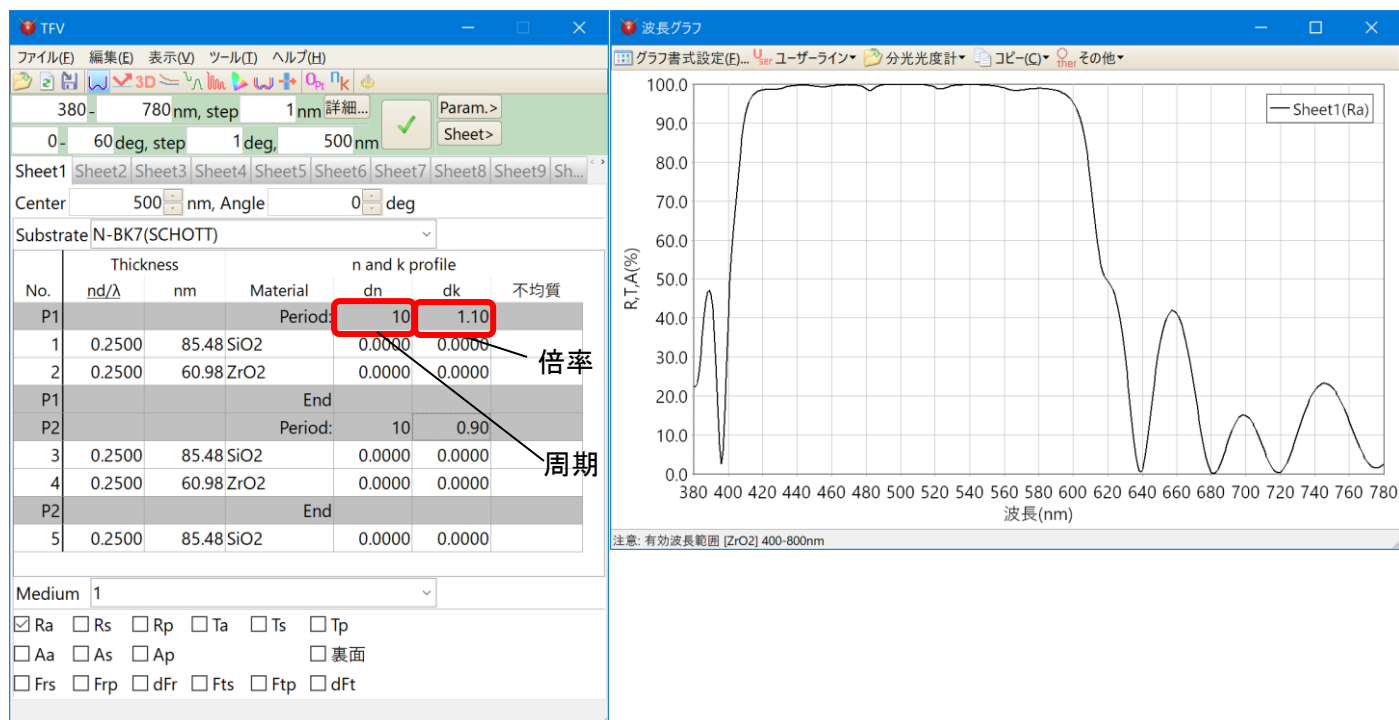 TFV
ファイル(F) 編集(E) 表示(V) ツール(T) ヘルプ(H)
3D OPt nK
380 - 780 nm, step 1 nm 詳細... Param.>
0 - 60 deg, step 1 deg, 500 nm Sheet>
Sheet1 Sheet2 Sheet3 Sheet4 Sheet5 Sheet6 Sheet7 Sheet8 Sheet9 Sh...
Center 500 nm, Angle 0 deg
Substrate N-BK7(SCHOTT)
Thickness n and k profile
No. nd/λ nm Material dn dk 不均質
P1 Period: 10 1.10
1 0.2500 85.48 SiO2 0.0000 0.0000
2 0.2500 60.98 ZrO2 0.0000 0.0000
P1 End
P2 Period: 10 0.90
3 0.2500 85.48 SiO2 0.0000 0.0000
4 0.2500 60.98 ZrO2 0.0000 0.0000
P2 End
5 0.2500 85.48 SiO2 0.0000 0.0000
倍率
周期
Medium 1
Ra Rs Rp Ta Ts Tp
Aa As Ap 裏面
Frs Frp dFr Fts Ftp dFt
波長グラフ
グラフ書式設定(F)... User ユーザーライン 分光光度計 コピー(C) Other その他
100.0
90.0
80.0
70.0
60.0
50.0
40.0
30.0
20.0
10.0
0.0
R,T,A(%)
Sheet1(Ra)
380 400 420 440 460 480 500 520 540 560 580 600 620 640 660 680 700 720 740 760 780
波長(nm)
注意: 有効波長範囲 [ZrO2] 400-800nm